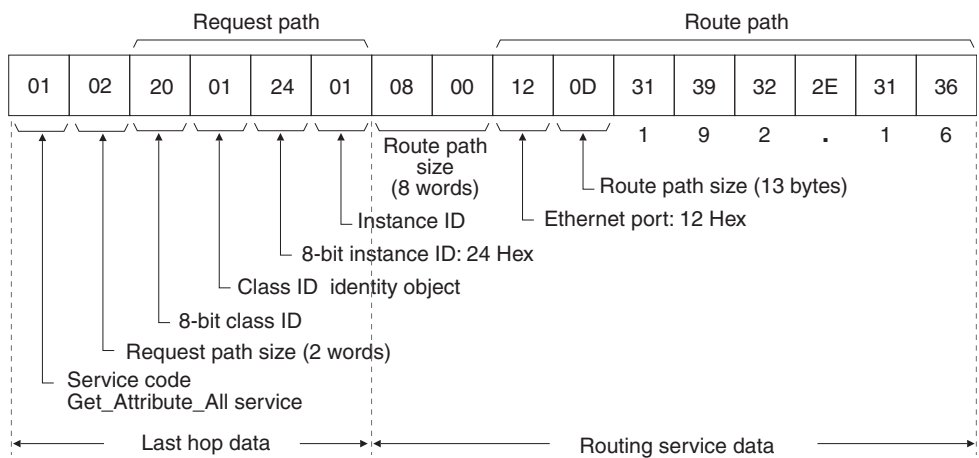 Request path
Route path
01 02 20 01 24 01 08 00 12 0D 31 39 32 2E 31 36
1 9 2 . 1 6
Route path
size
(8 words)
Route path size (13 bytes)
Instance ID
Ethernet port: 12 Hex
8-bit instance ID: 24 Hex
Class ID identity object
8-bit class ID
Request path size (2 words)
Service code
Get_Attribute_All service
Last hop data
Routing service data